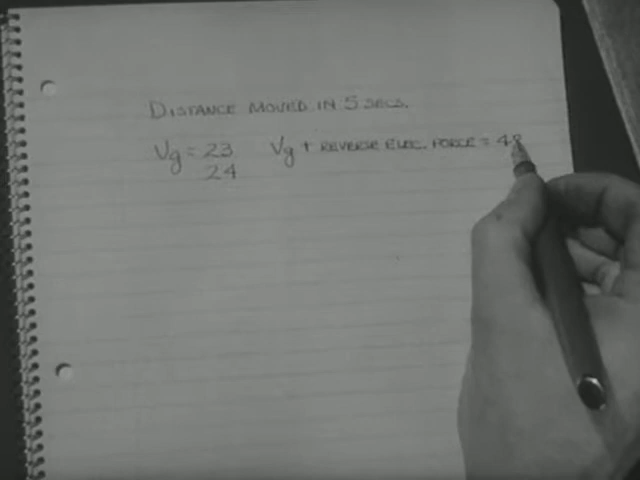 DISTANCE MOVED IN 5 SECS.
Vg = 23 Vg + REVERSE ELEC. FORCE = 48
24